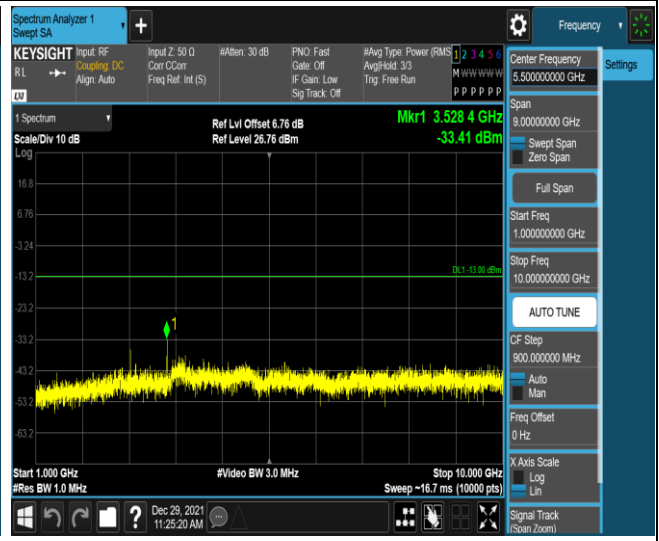 Spectrum Analyzer 1
Swept SA
+
Frequency
KEYSIGHT
RL
LXI
Input: RF
Coupling: DC
Align: Auto
Input Z: 50 Ω
Corr CCorr
Freq Ref: Int (S)
#Atten: 30 dB
PNO: Fast
Gate: Off
IF Gain: Low
Sig Track: Off
#Avg Type: Power (RMS
Avg|Hold: 3/3
Trig: Free Run
1 2 3 4 5 6
M W W W W W
P P P P P P
1 Spectrum
Scale/Div 10 dB
Log
Ref Lvl Offset 6.76 dB
Ref Level 26.76 dBm
Mkr1 3.528 4 GHz
-33.41 dBm
16.8
6.76
-3.24
-13.2
DL1 -13.00 dBm
-23.2
1
-33.2
-43.2
-53.2
-63.2
Start 1.000 GHz
#Video BW 3.0 MHz
Stop 10.000 GHz
#Res BW 1.0 MHz
Sweep ~16.7 ms (10000 pts)
?
Dec 29, 2021
11:25:20 AM
Center Frequency
5.500000000 GHz
Settings
Span
9.00000000 GHz
Swept Span
Zero Span
Full Span
Start Freq
1.000000000 GHz
Stop Freq
10.000000000 GHz
AUTO TUNE
CF Step
900.000000 MHz
Auto
Man
Freq Offset
0 Hz
X Axis Scale
Log
Lin
Signal Track
(Span Zoom)